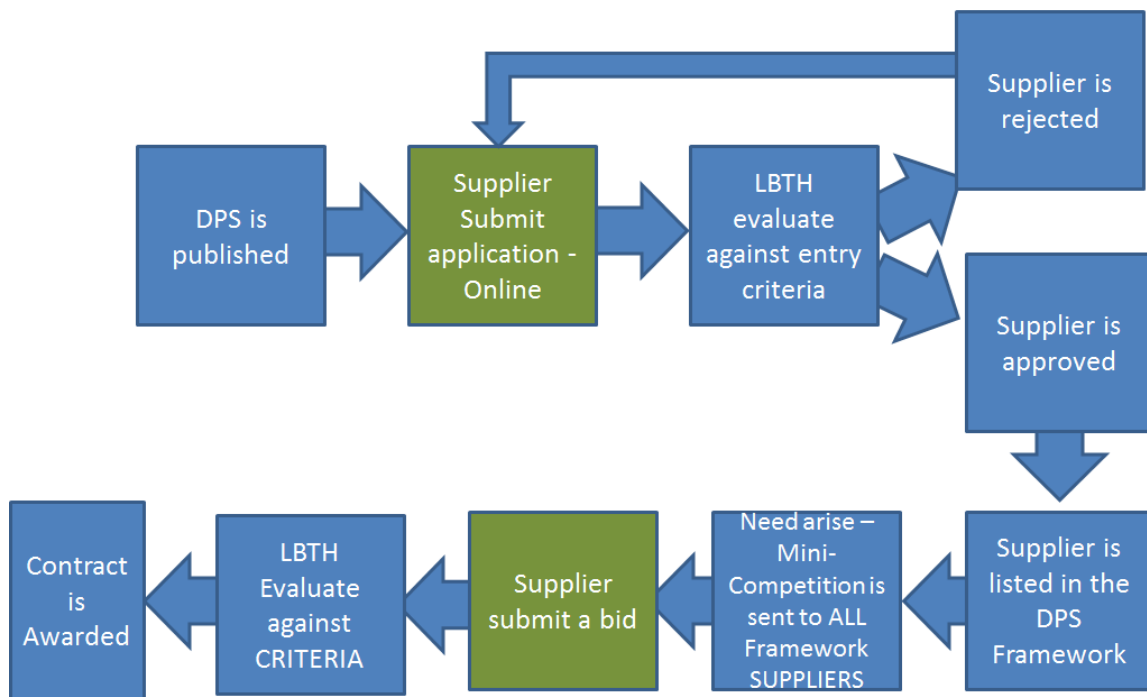 DPS is
published
Supplier
Submit
application -
Online
LBTH
evaluate
against entry
criteria
Supplier is
rejected
Supplier is
approved
Supplier is
listed in the
DPS
Framework
Need arise –
Mini-
Competition is
sent to ALL
Framework
SUPPLIERS
Supplier
submit a bid
LBTH
Evaluate
against
CRITERIA
Contract
is
Awarded